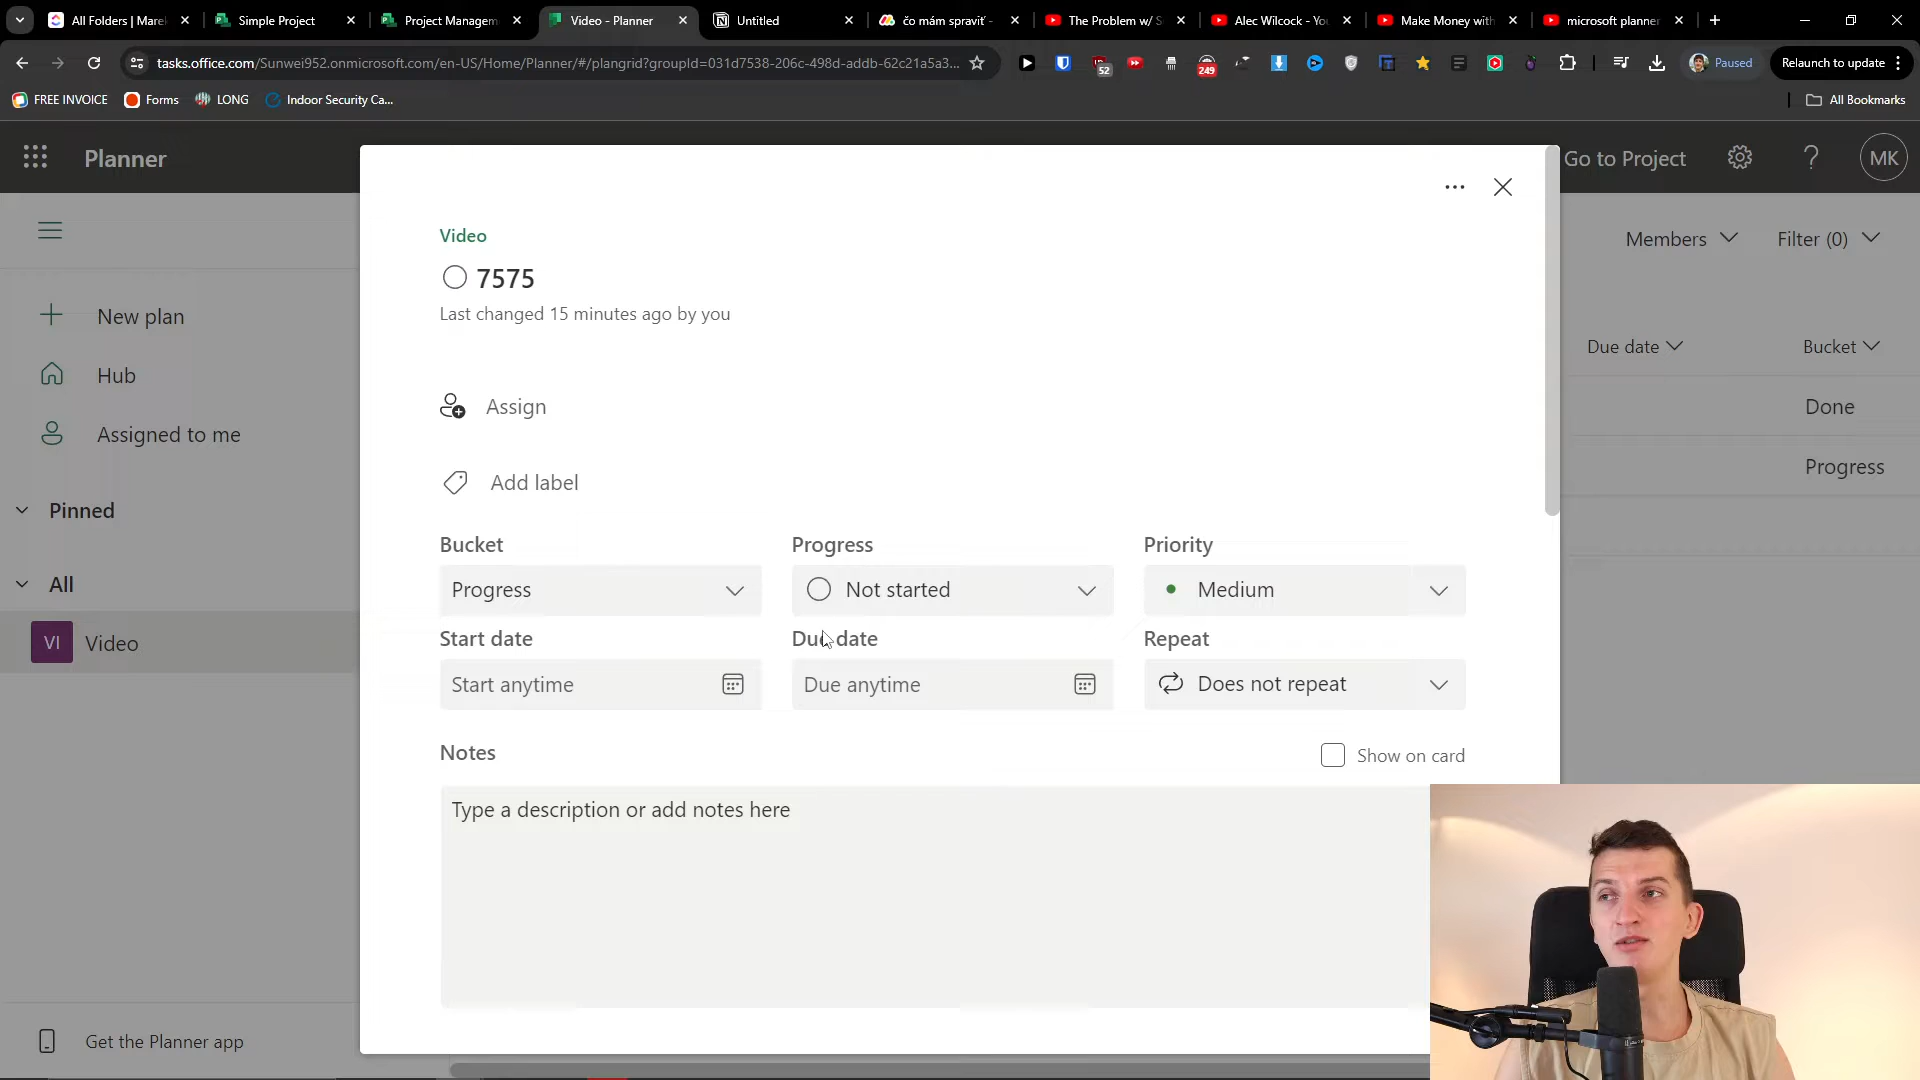 All Folders | Marek
Simple Project
Project Managem
Video - Planner
Untitled
čo mám spraviť -
The Problem w/ S
Alec Wilcock - Yo
Make Money with
microsoft planner
tasks.office.com/Sunwei952.onmicrosoft.com/en-US/Home/Planner/#/plangrid?groupId=031d7538-206c-498d-addb-62c21a5a3...
52
249
Paused
Relaunch to update
FREE INVOICE
Forms
LONG
Indoor Security Ca...
All Bookmarks
Planner
Go to Project
MK
Members
Filter (0)
New plan
Hub
Assigned to me
Pinned
All
VI
Video
Get the Planner app
Due date
Bucket
Done
Progress
Video
7575
Last changed 15 minutes ago by you
Assign
Add label
Bucket
Progress
Priority
Progress
Not started
Medium
Start date
Due date
Repeat
Start anytime
Due anytime
Does not repeat
Notes
Show on card
Type a description or add notes here